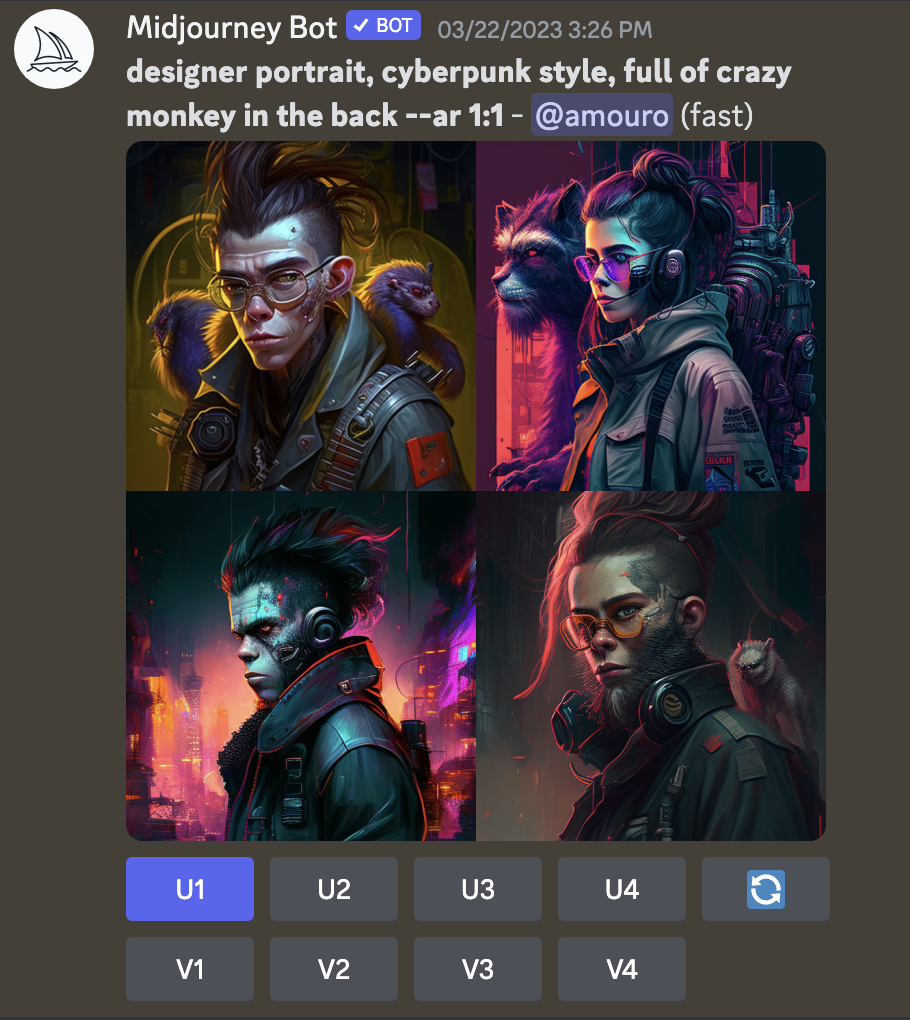 Midjourney Bot ✓ BOT 03/22/2023 3:26 PM
designer portrait, cyberpunk style, full of crazy
monkey in the back --ar 1:1 - @amouro (fast)
U1 U2 U3 U4
V1 V2 V3 V4